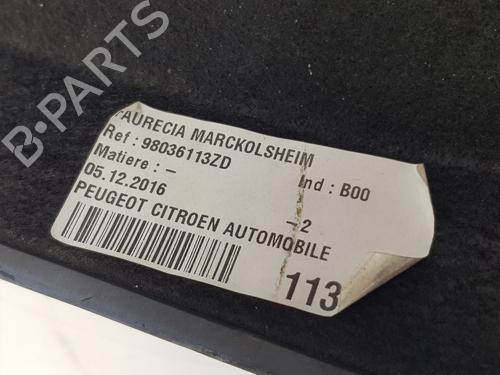 FAURECIA MARCKOLSHEIM
Ref : 98036113ZD
Ind : B00
Matiere : –
05.12.2016
– 2
PEUGEOT CITROEN AUTOMOBILE
113
B-PARTS